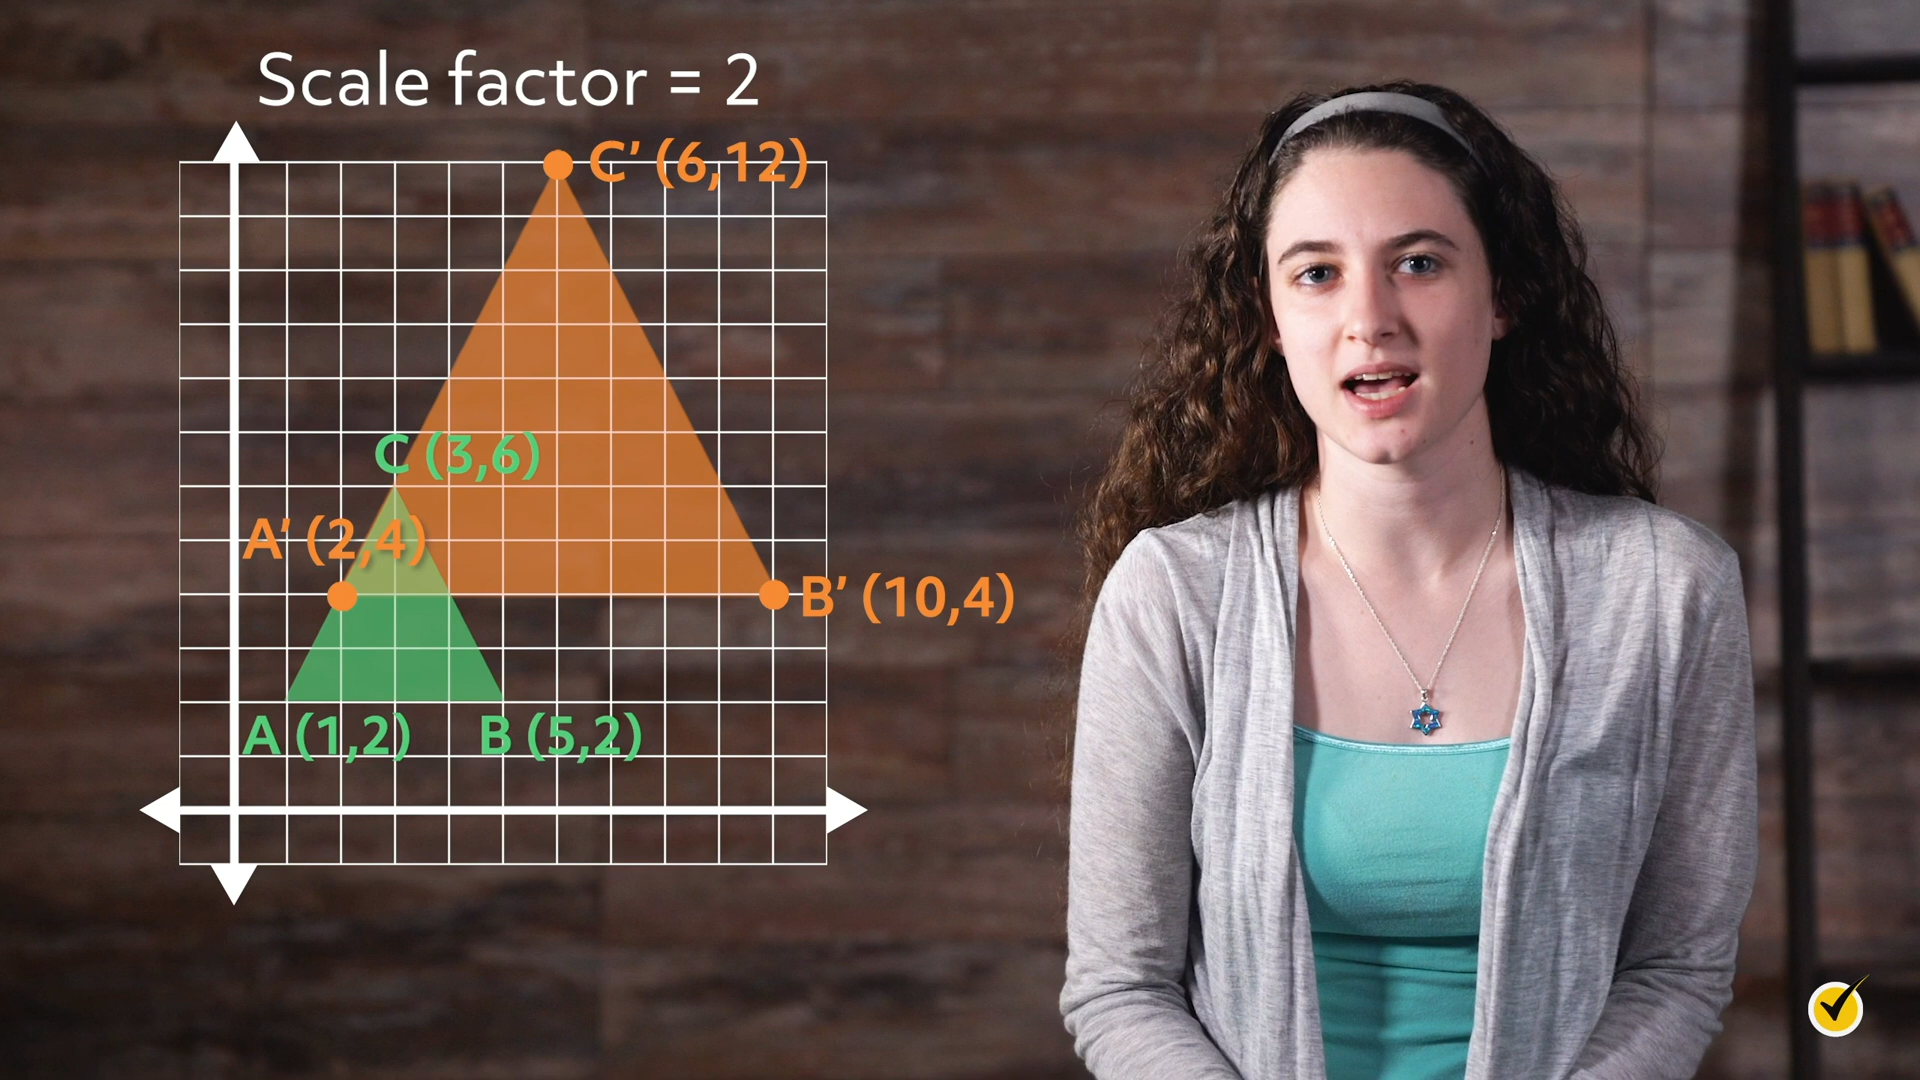 Scale factor = 2
C' (6,12)
C (3,6)
A' (2,4)
B' (10,4)
A (1,2)
B (5,2)